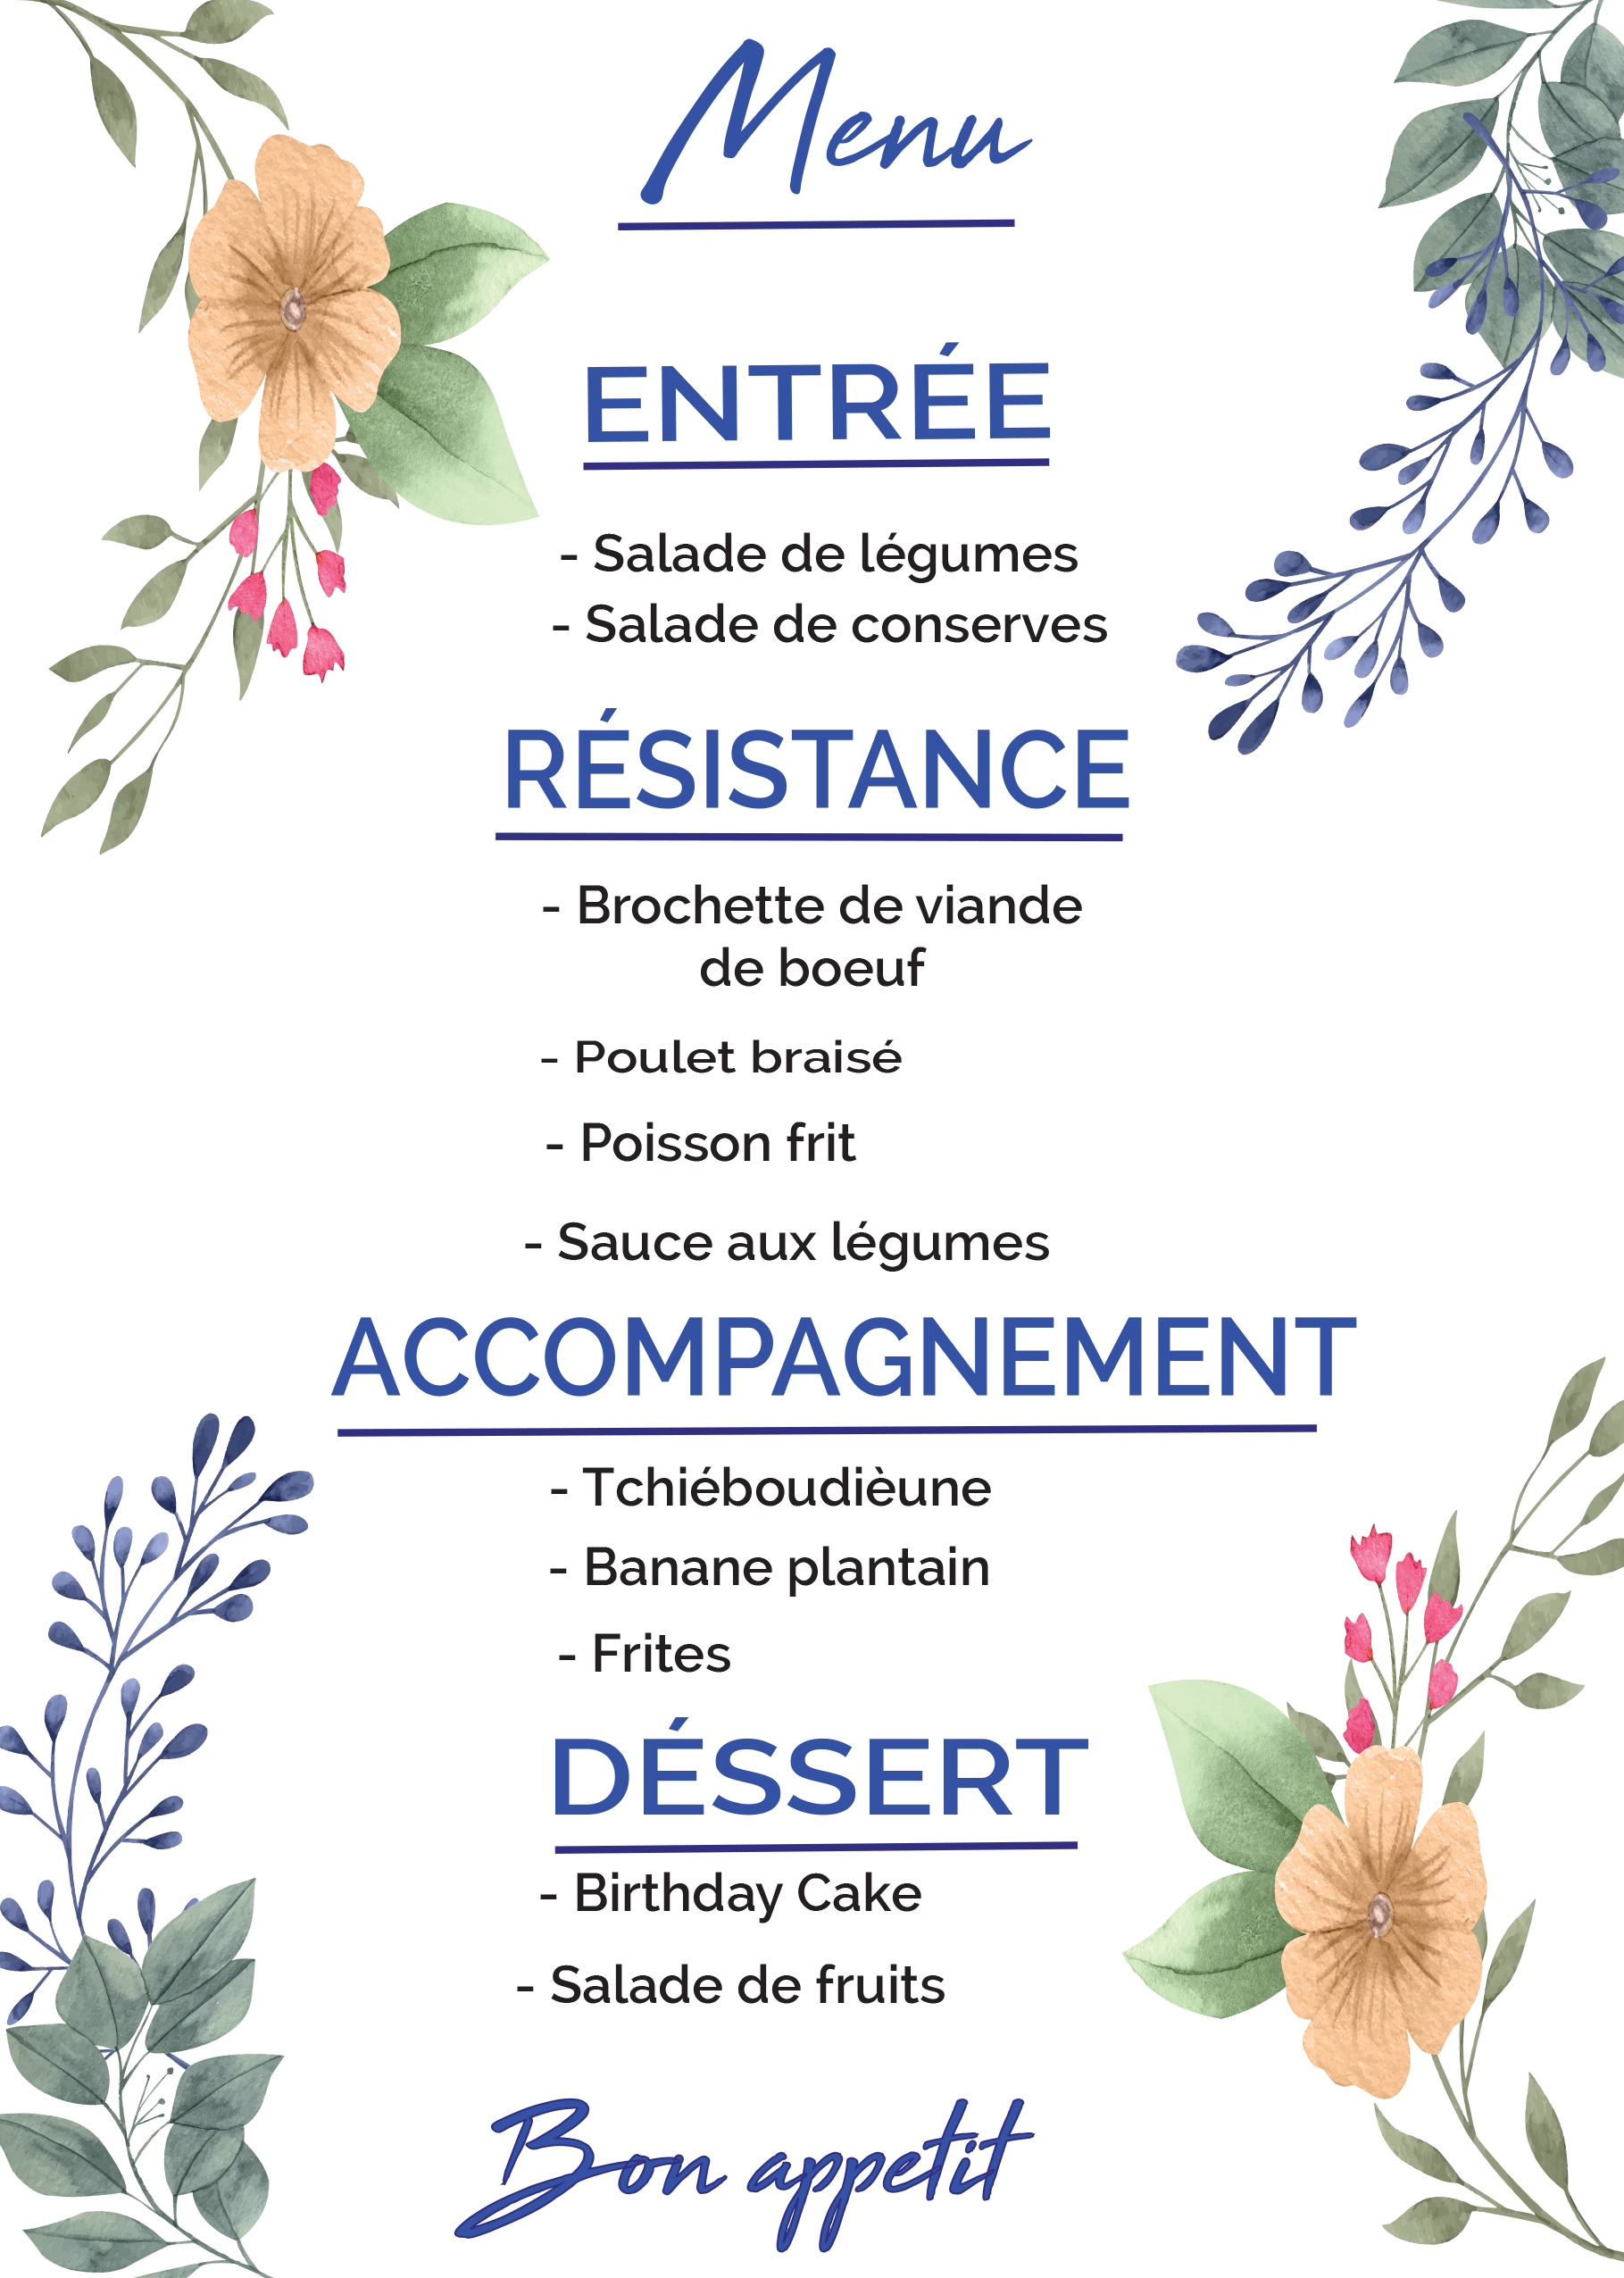 Menu
ENTRÉE
- Salade de légumes
- Salade de conserves
RÉSISTANCE
- Brochette de viande
de boeuf
- Poulet braisé
- Poisson frit
- Sauce aux légumes
ACCOMPAGNEMENT
- Tchiéboudièune
- Banane plantain
- Frites
DÉSSERT
- Birthday Cake
- Salade de fruits
Bon appetit